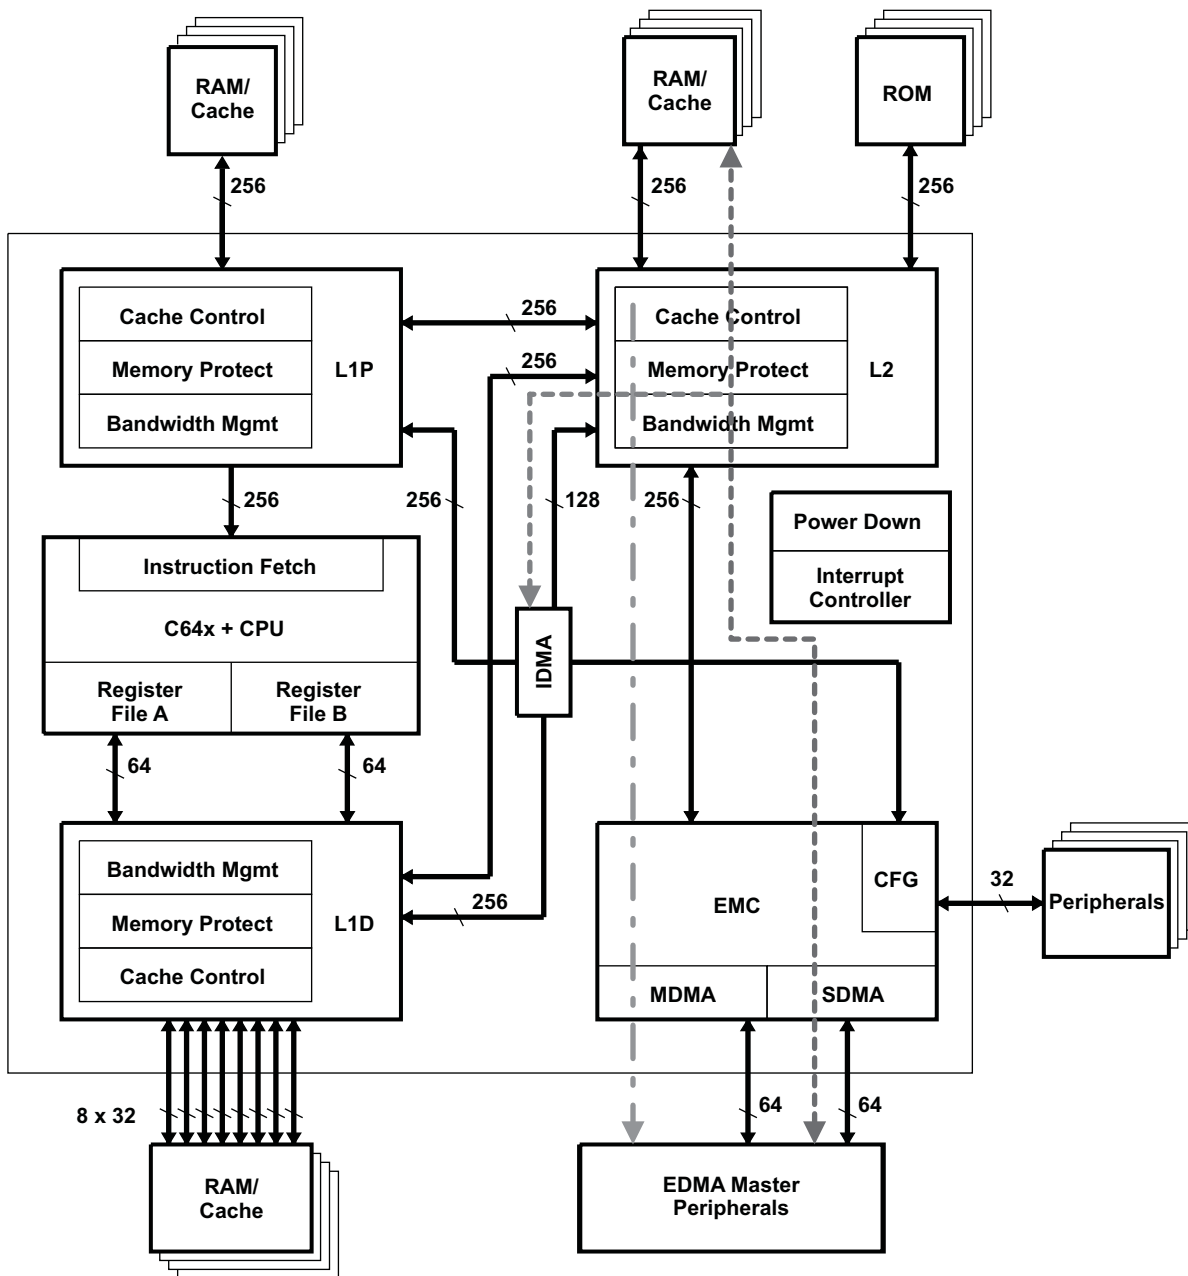 RAM/
Cache
RAM/
Cache
ROM
256
256
256
Cache Control
Memory Protect
Bandwidth Mgmt
L1P
256
256
Cache Control
Memory Protect
Bandwidth Mgmt
L2
256
256
128
256
Power Down
Interrupt
Controller
Instruction Fetch
C64x + CPU
Register
File A
Register
File B
IDMA
64
64
Bandwidth Mgmt
Memory Protect
Cache Control
L1D
256
EMC
CFG
MDMA
SDMA
32
Peripherals
8 x 32
64
64
RAM/
Cache
EDMA Master
Peripherals